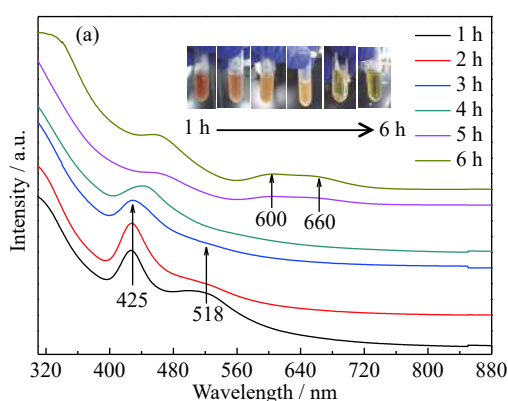 (a)
1 h
2 h
3 h
4 h
5 h
6 h
1 h
6 h
600
660
425
518
Intensity / a.u.
320
400
480
560
640
720
800
880
Wavelength / nm